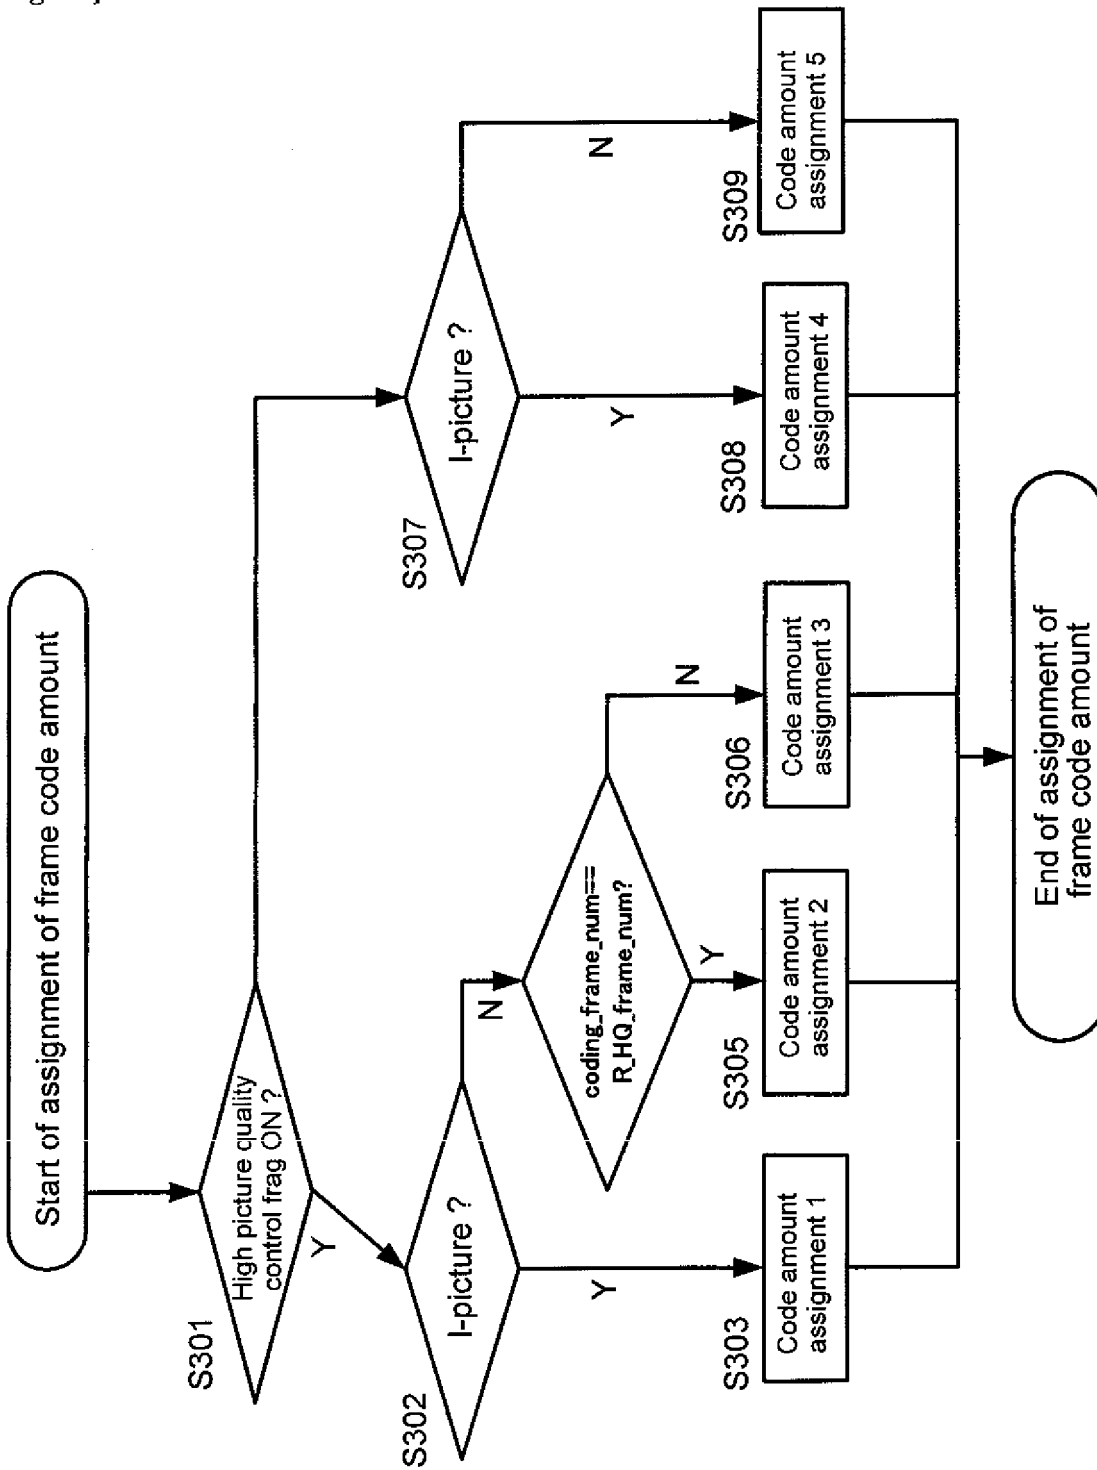 Start of assignment of frame code amount
S301
High picture quality
control frag ON ?
Y
S302
I-picture ?
N
Y
coding_frame_num==
R_HQ_frame_num?
N
Y
S307
I-picture ?
N
Y
S303
Code amount
assignment 1
S305
Code amount
assignment 2
S306
Code amount
assignment 3
S308
Code amount
assignment 4
S309
Code amount
assignment 5
End of assignment of
frame code amount